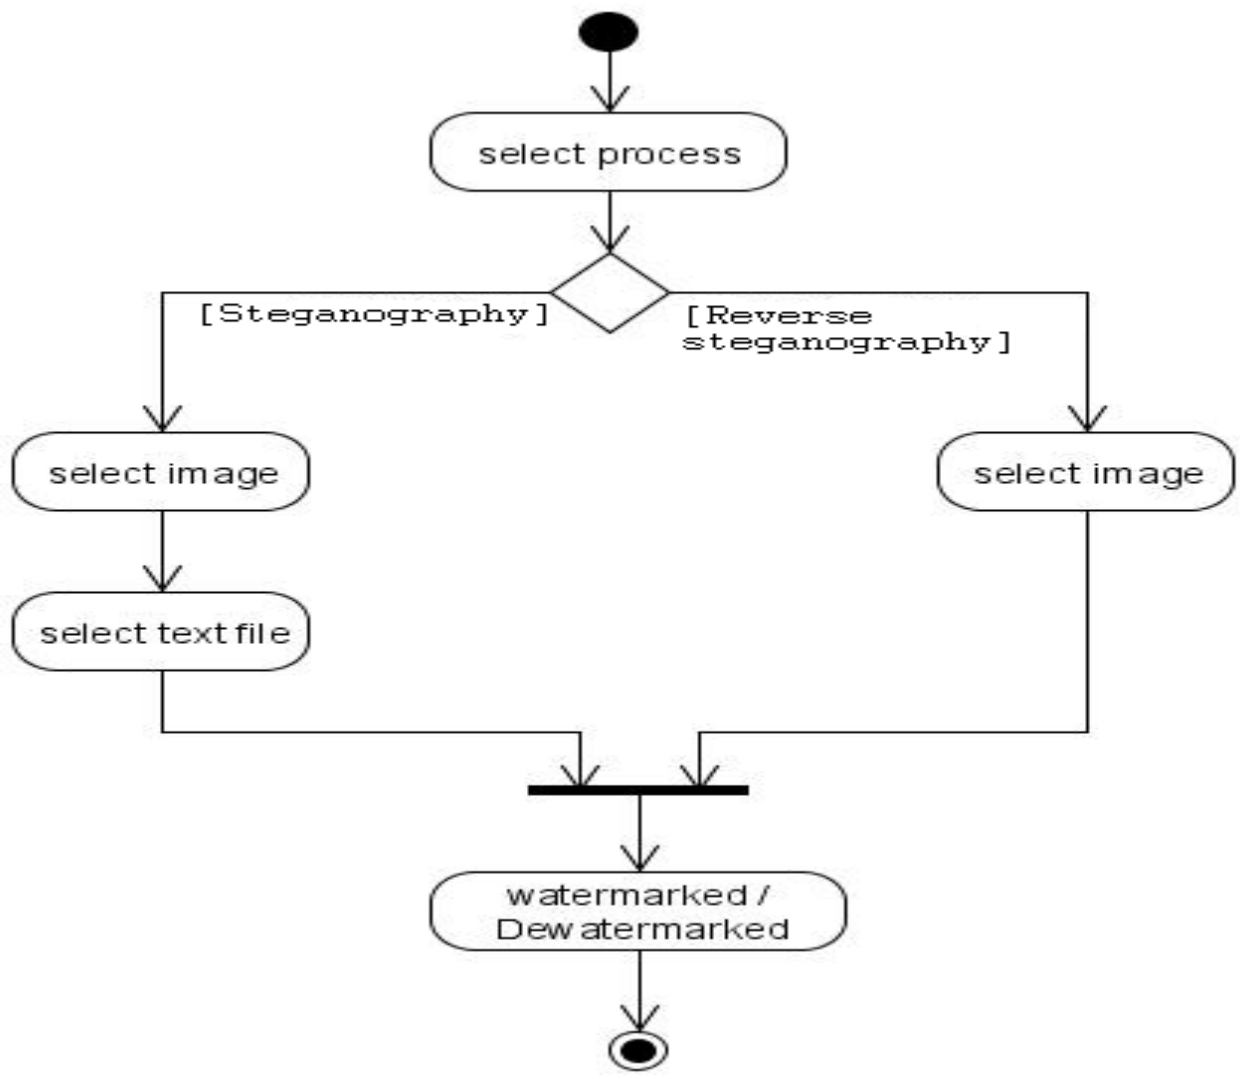 select process
[Steganography]
[Reverse
steganography]
select image
select image
select text file
watermarked /
Dewatermarked